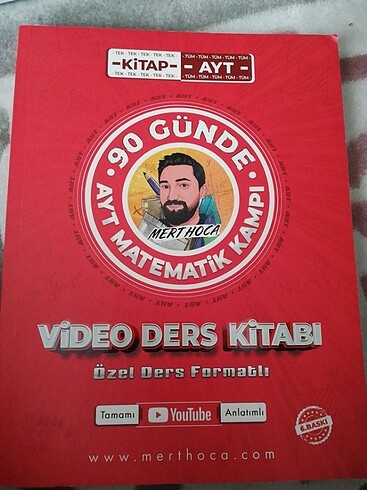 TEK - TEK - TEK - TEK - TEK
-KİTAP-
TEK - TEK - TEK - TEK - TEK
TÜM - TÜM - TÜM - TÜM - TÜM
- AYT -
TÜM - TÜM - TÜM - TÜM - TÜM
• 90 GÜNDE •
AYT MATEMATİK KAMPI
MERT HOCA
VİDEO DERS KİTABI
Özel Ders Formatlı
Tamamı YouTube Anlatımlı
6.BASKI
www.merthoca.com